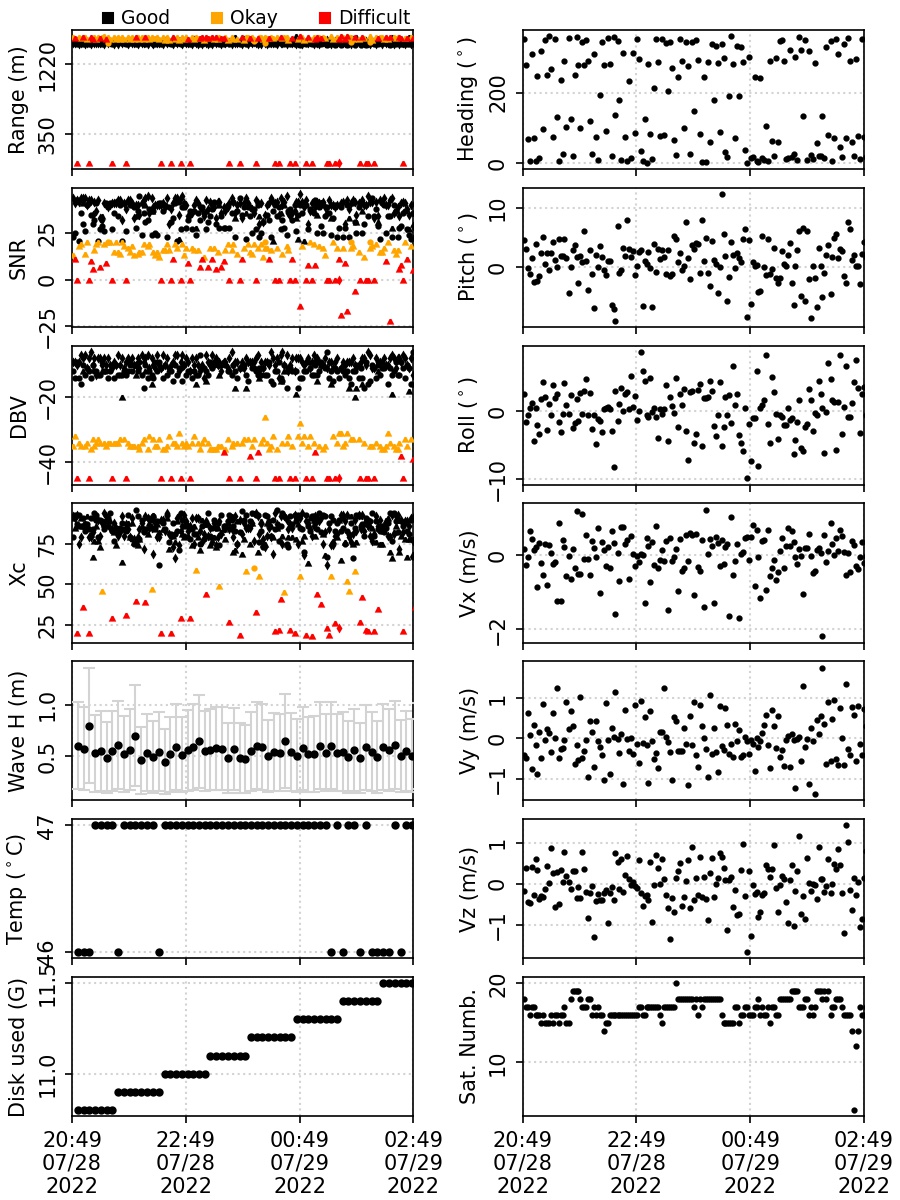 Good Okay Difficult
Range (m)
1220
350
Heading (°)
200
0
SNR
25
0
−25
Pitch (°)
10
0
DBV
−20
−40
Roll (°)
0
−10
Xc
75
50
25
Vx (m/s)
0
−2
Wave H (m)
1.0
0.5
Vy (m/s)
1
0
−1
Temp (°C)
47
46
Vz (m/s)
1
0
−1
Disk used (G)
11.5
11.0
Sat. Numb.
20
10
20:49 22:49 00:49 02:49
07/28 07/28 07/29 07/29
2022 2022 2022 2022
20:49 22:49 00:49 02:49
07/28 07/28 07/29 07/29
2022 2022 2022 2022